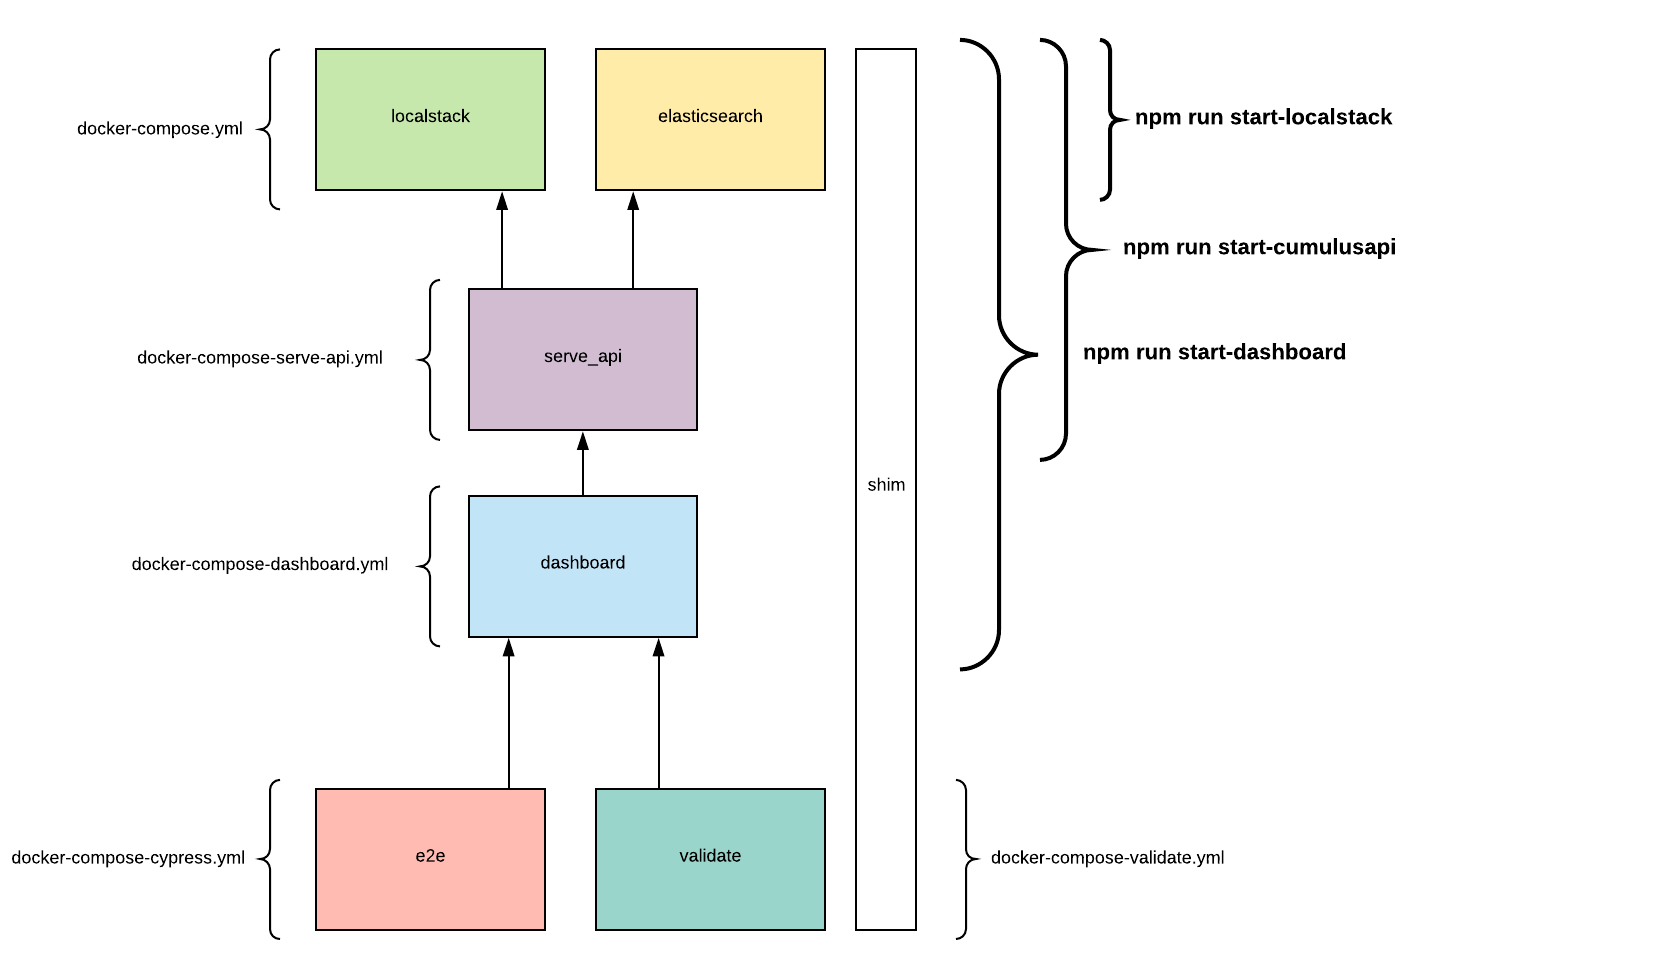 localstack
elasticsearch
npm run start-localstack
docker-compose.yml
npm run start-cumulusapi
docker-compose-serve-api.yml
serve_api
npm run start-dashboard
shim
docker-compose-dashboard.yml
dashboard
docker-compose-cypress.yml
e2e
validate
docker-compose-validate.yml